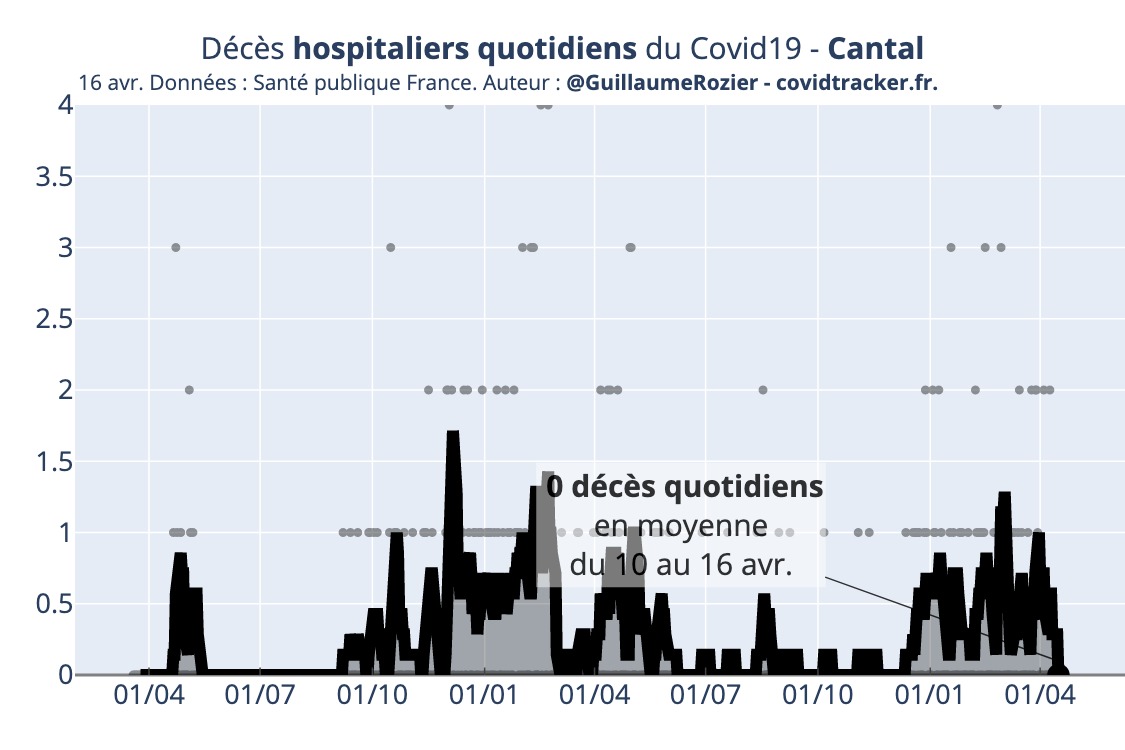 Décès hospitaliers quotidiens du Covid19 - Cantal
16 avr. Données : Santé publique France. Auteur : @GuillaumeRozier - covidtracker.fr.
4
3.5
3
2.5
2
1.5
1
0.5
0
0 décès quotidiens
en moyenne
du 10 au 16 avr.
01/04 01/07 01/10 01/01 01/04 01/07 01/10 01/01 01/04